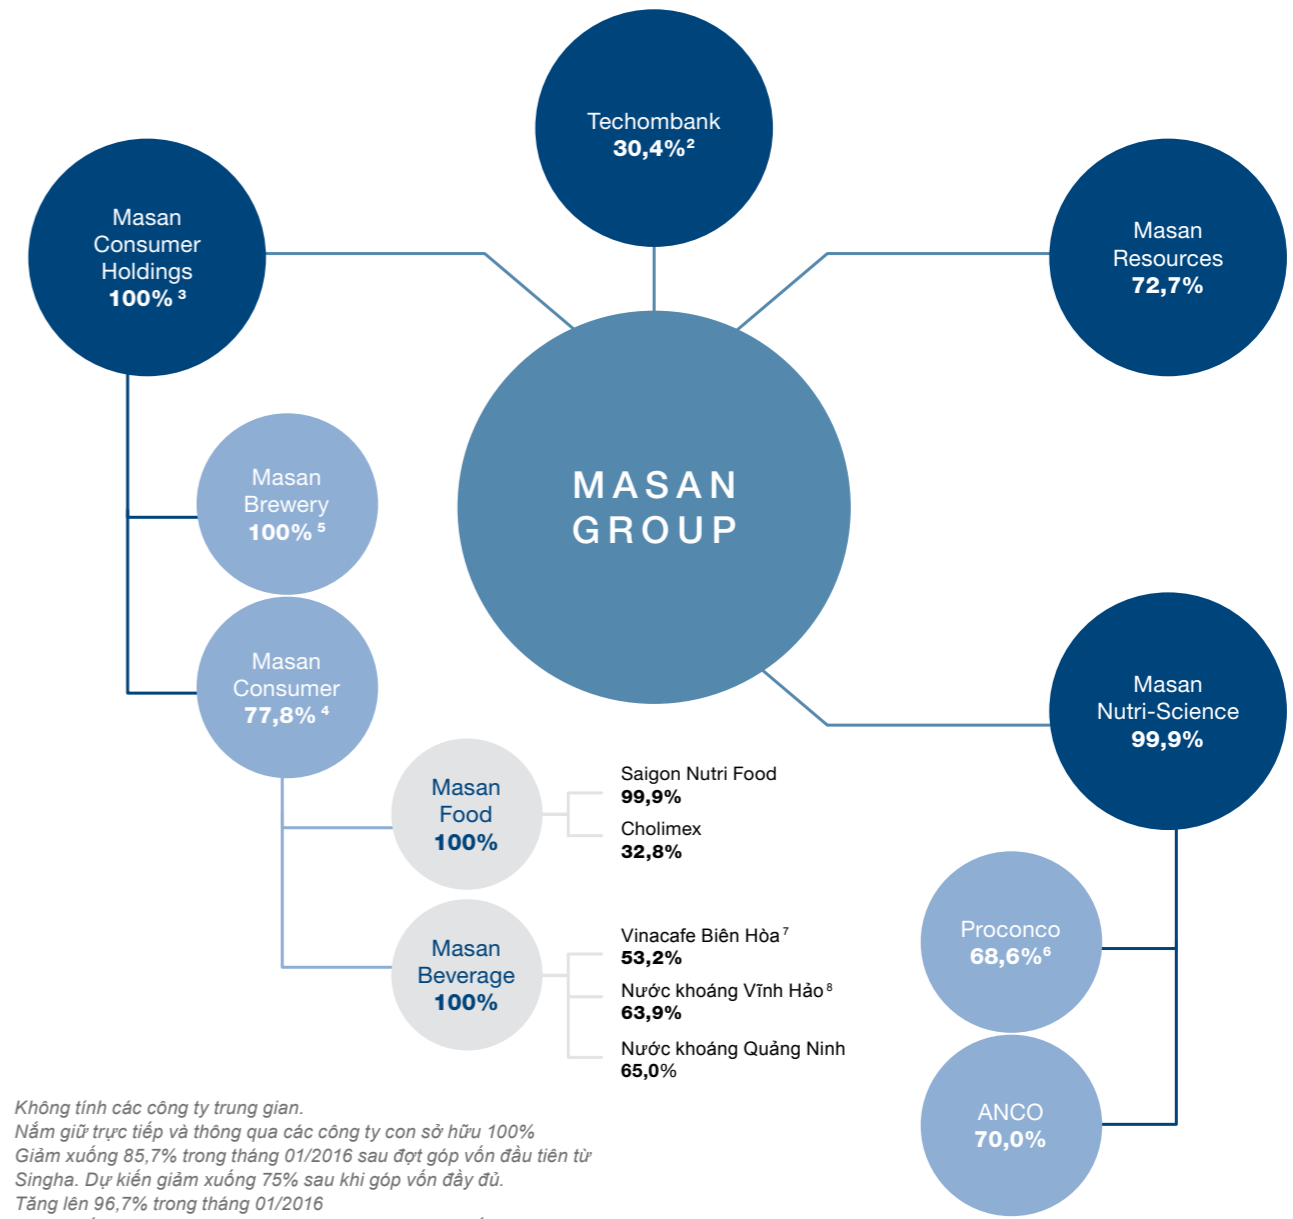 Techombank
30,4%²
Masan
Consumer
Holdings
100% ³
Masan
Resources
72,7%
MASAN
GROUP
Masan
Brewery
100% ⁵
Masan
Consumer
77,8% ⁴
Masan
Nutri-Science
99,9%
Masan
Food
100%
Saigon Nutri Food
99,9%
Cholimex
32,8%
Masan
Beverage
100%
Vinacafe Biên Hòa ⁷
53,2%
Nước khoáng Vĩnh Hảo ⁸
63,9%
Nước khoáng Quảng Ninh
65,0%
Proconco
68,6%⁶
ANCO
70,0%
Không tính các công ty trung gian.
Nắm giữ trực tiếp và thông qua các công ty con sở hữu 100%
Giảm xuống 85,7% trong tháng 01/2016 sau đợt góp vốn đầu tiên từ
Singha. Dự kiến giảm xuống 75% sau khi góp vốn đầy đủ.
Tăng lên 96,7% trong tháng 01/2016